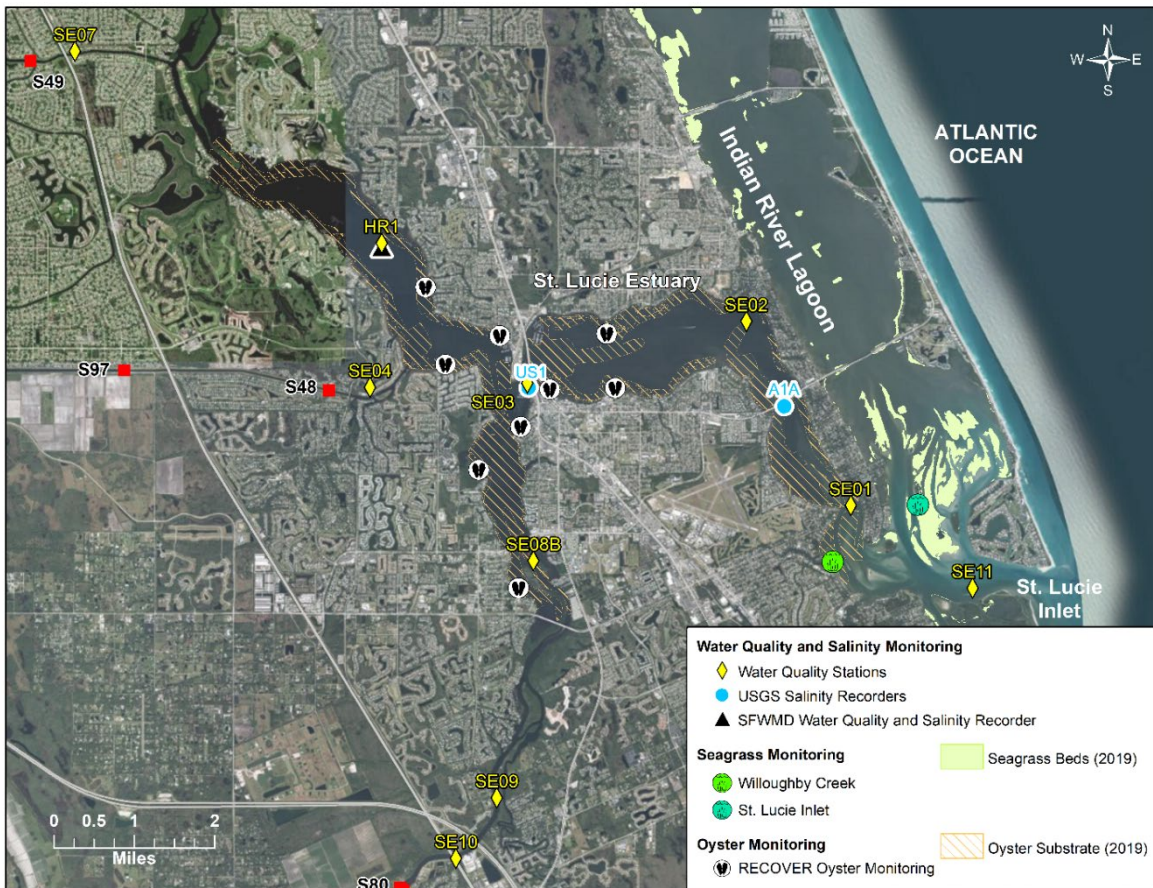 SE07
S49
N
W
E
S
ATLANTIC
OCEAN
Indian River Lagoon
HR1
St. Lucie Estuary
SE02
S97
S48
SE04
US1
SE03
A1A
SE01
SE08B
SE11
St. Lucie
Inlet
SE09
SE10
S80
0 0.5 1 2
Miles
Water Quality and Salinity Monitoring
Water Quality Stations
USGS Salinity Recorders
SFWMD Water Quality and Salinity Recorder
Seagrass Monitoring
Willoughby Creek
Seagrass Beds (2019)
St. Lucie Inlet
Oyster Monitoring
Oyster Substrate (2019)
RECOVER Oyster Monitoring